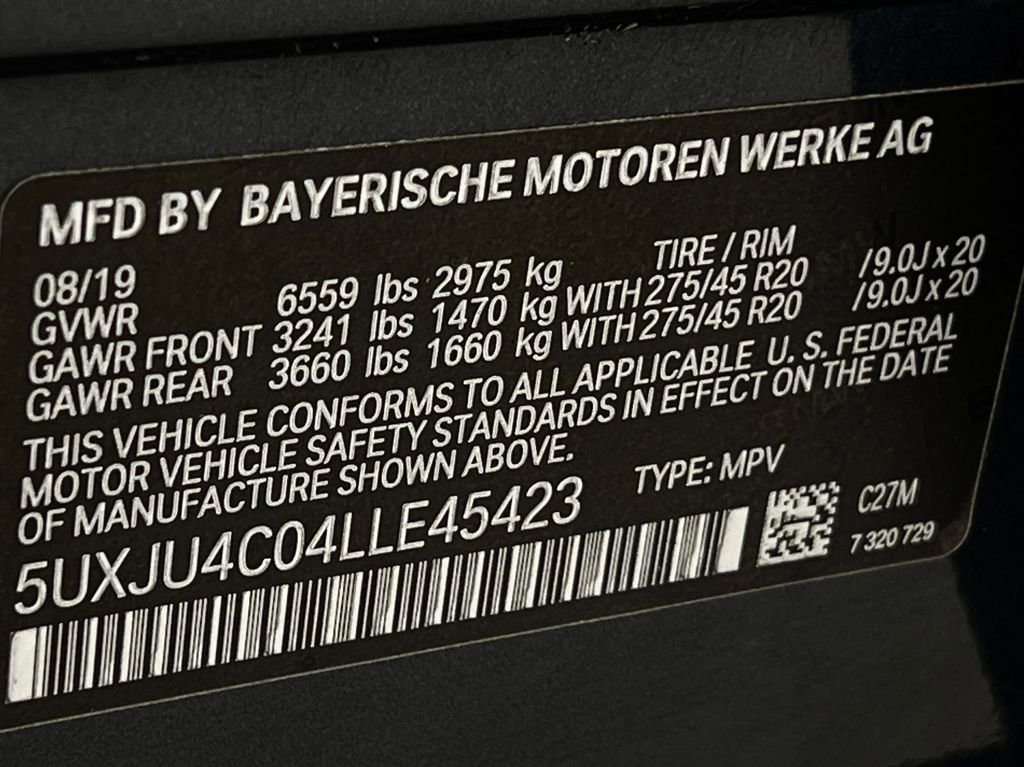 MFD BY BAYERISCHE MOTOREN WERKE AG
08/19 TIRE / RIM
GVWR 6559 lbs 2975 kg
GAWR FRONT 3241 lbs 1470 kg WITH 275/45 R20 /9.0J x 20
GAWR REAR 3660 lbs 1660 kg WITH 275/45 R20 /9.0J x 20
THIS VEHICLE CONFORMS TO ALL APPLICABLE U. S. FEDERAL
MOTOR VEHICLE SAFETY STANDARDS IN EFFECT ON THE DATE
OF MANUFACTURE SHOWN ABOVE.
5UXJU4C04LLE45423 TYPE: MPV
C27M
7 320 729